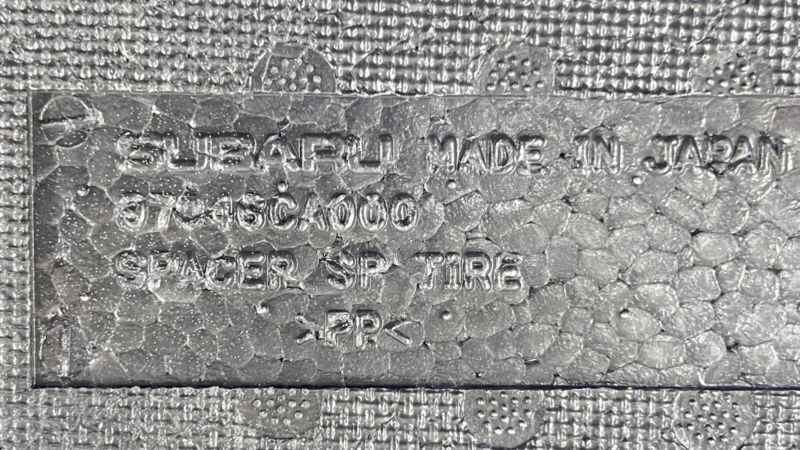 SUBARU MADE IN JAPAN
SPACER SP TIRE
>PP<